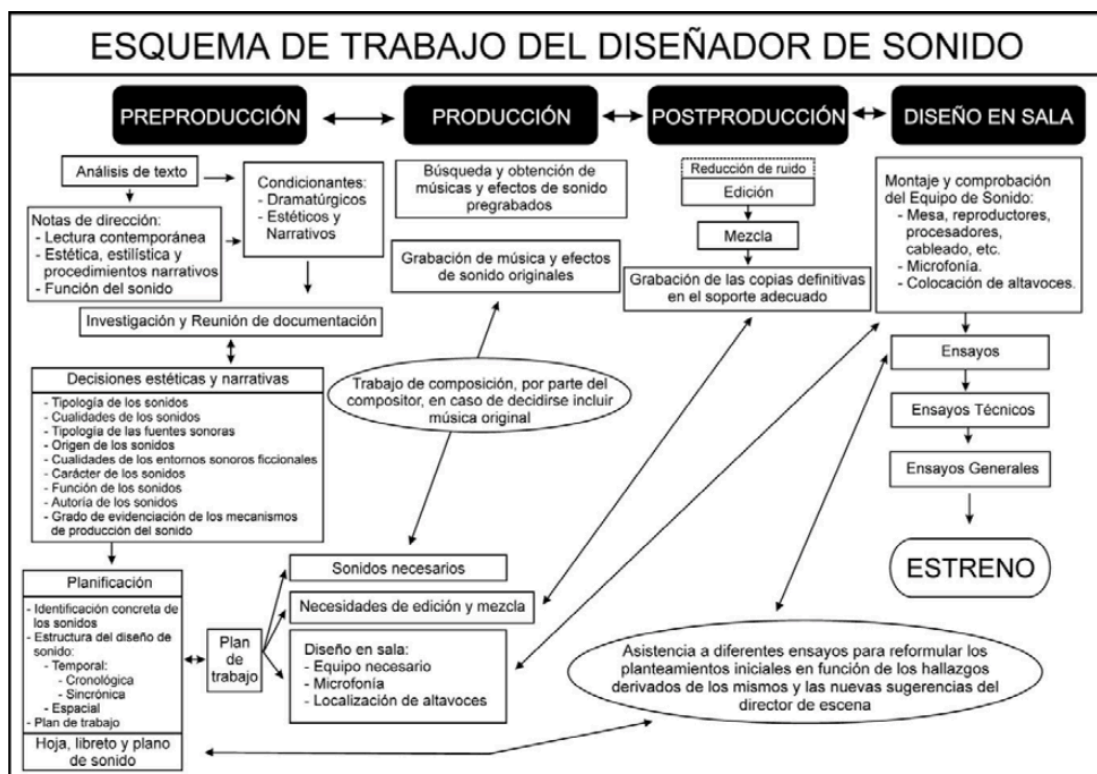 ESQUEMA DE TRABAJO DEL DISEÑADOR DE SONIDO
PREPRODUCCIÓN
PRODUCCIÓN
POSTPRODUCCIÓN
DISEÑO EN SALA
Análisis de texto
Notas de dirección:
- Lectura contemporánea
- Estética, estilística y
procedimientos narrativos
- Función del sonido
Condicionantes:
- Dramatúrgicos
- Estéticos y
Narrativos
Investigación y Reunión de documentación
Decisiones estéticas y narrativas
- Tipología de los sonidos
- Cualidades de los sonidos
- Tipología de las fuentes sonoras
- Origen de los sonidos
- Cualidades de los entornos sonoros ficcionales
- Carácter de los sonidos
- Función de los sonidos
- Autoría de los sonidos
- Grado de evidenciación de los mecanismos
de producción del sonido
Planificación
- Identificación concreta de
los sonidos
- Estructura del diseño de
sonido:
- Temporal:
- Cronológica
- Sincrónica
- Espacial
- Plan de trabajo
Hoja, libreto y plano
de sonido
Plan
de
trabajo
Sonidos necesarios
Necesidades de edición y mezcla
Diseño en sala:
- Equipo necesario
- Microfonía
- Localización de altavoces
Búsqueda y obtención de
músicas y efectos de sonido
pregrabados
Grabación de música y efectos
de sonido originales
Trabajo de composición, por parte del
compositor, en caso de decidirse incluir
música original
Reducción de ruido
Edición
Mezcla
Grabación de las copias definitivas
en el soporte adecuado
Montaje y comprobación
del Equipo de Sonido:
- Mesa, reproductores,
procesadores,
cableado, etc.
- Microfonía.
- Colocación de altavoces.
Ensayos
Ensayos Técnicos
Ensayos Generales
ESTRENO
Asistencia a diferentes ensayos para reformular los
planteamientos iniciales en función de los hallazgos
derivados de los mismos y las nuevas sugerencias del
director de escena